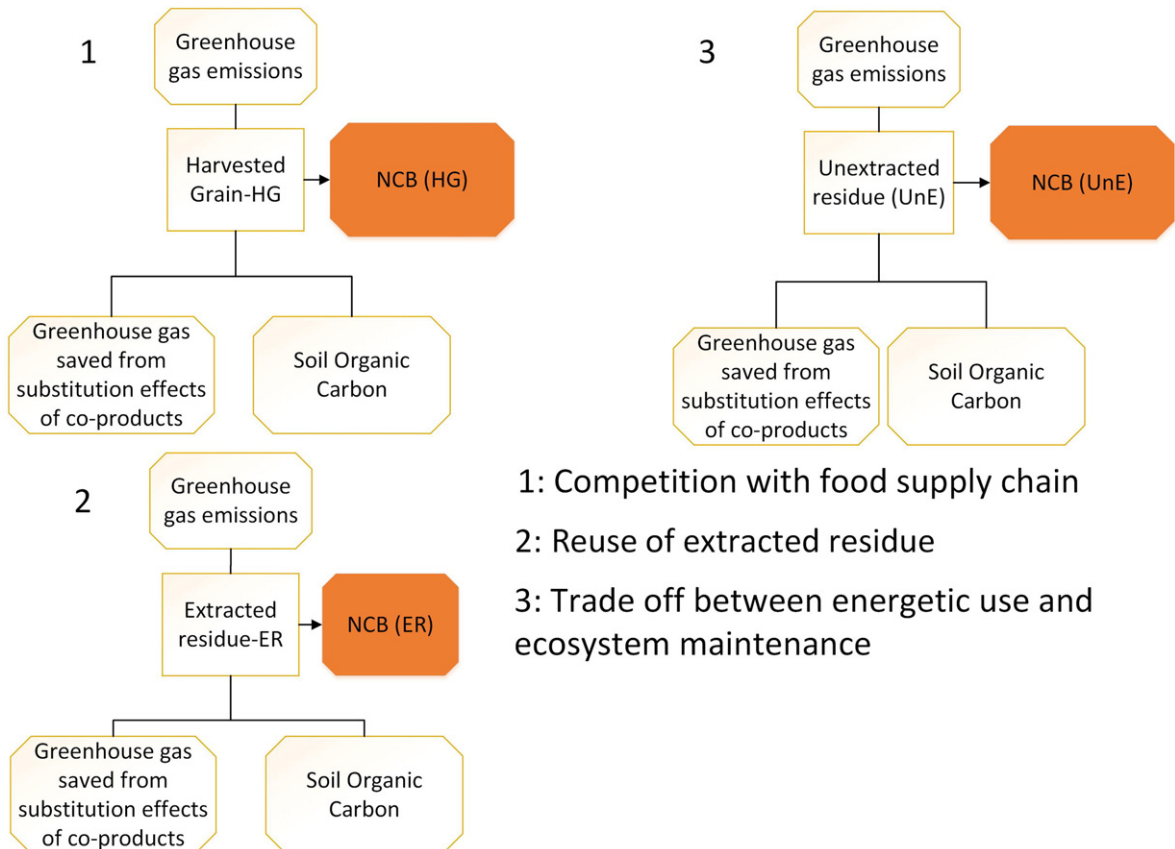 1
Greenhouse
gas emissions
Harvested
Grain-HG
NCB (HG)
Greenhouse gas
saved from
substitution effects
of co-products
Soil Organic
Carbon
2
Greenhouse
gas emissions
Extracted
residue-ER
NCB (ER)
Greenhouse gas
saved from
substitution effects
of co-products
Soil Organic
Carbon
3
Greenhouse
gas emissions
Unextracted
residue (UnE)
NCB (UnE)
Greenhouse gas
saved from
substitution effects
of co-products
Soil Organic
Carbon
1: Competition with food supply chain
2: Reuse of extracted residue
3: Trade off between energetic use and
ecosystem maintenance